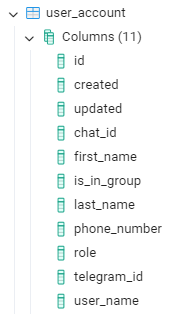 user_account
Columns (11)
id
created
updated
chat_id
first_name
is_in_group
last_name
phone_number
role
telegram_id
user_name